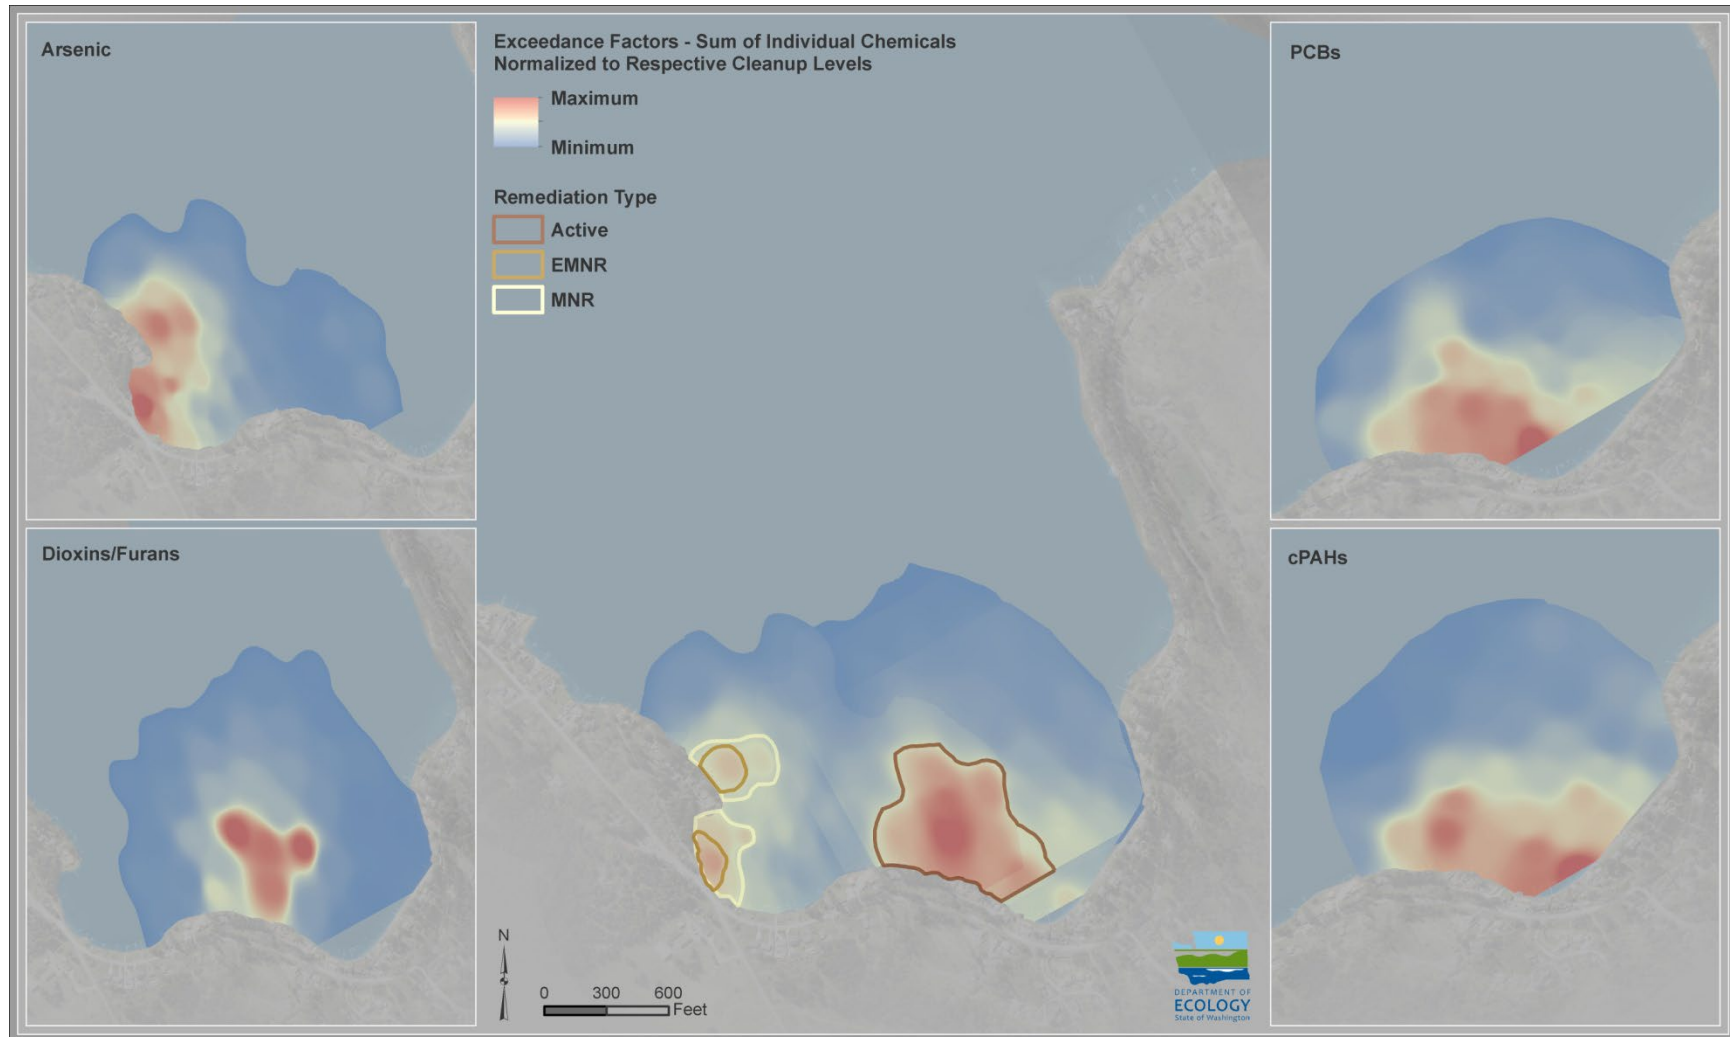 Arsenic
Exceedance Factors - Sum of Individual Chemicals
Normalized to Respective Cleanup Levels
Maximum
Minimum
Remediation Type
Active
EMNR
MNR
PCBs
Dioxins/Furans
cPAHs
N
0 300 600
Feet
DEPARTMENT OF
ECOLOGY
State of Washington